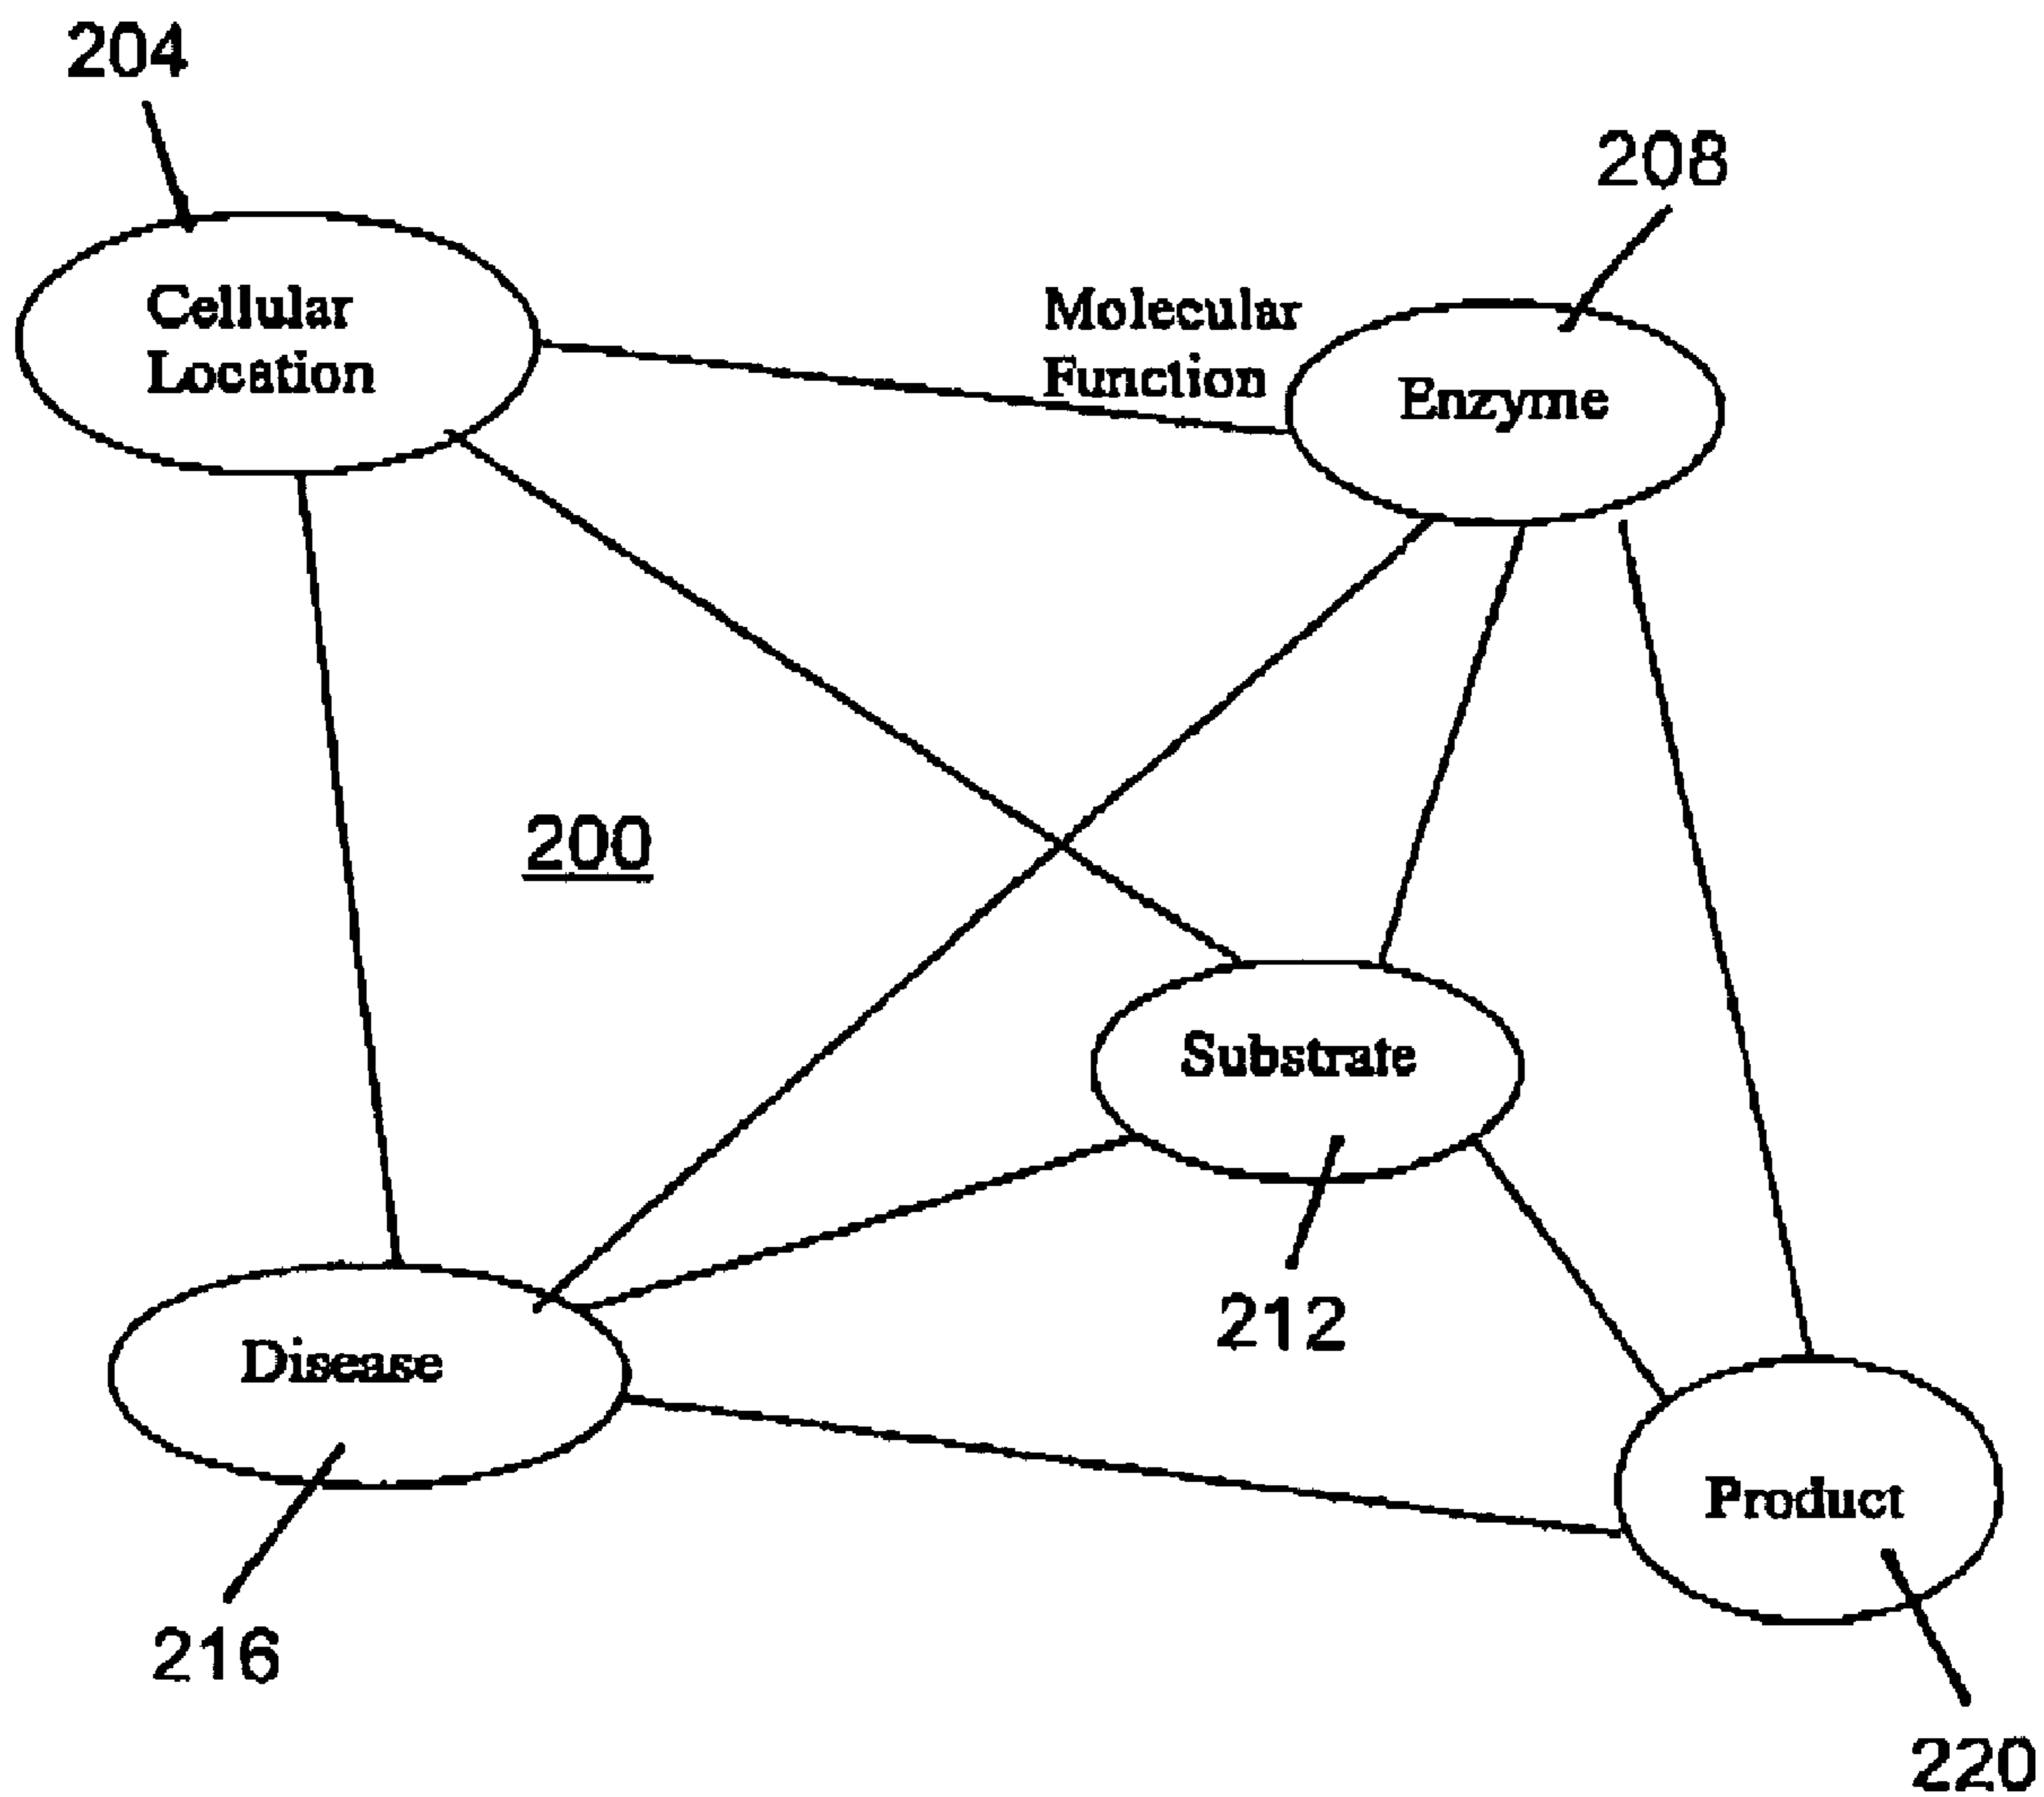 204
208
Cellular
Location
Molecular
Function
Enzyme
200
Substrate
212
Disease
Product
216
220